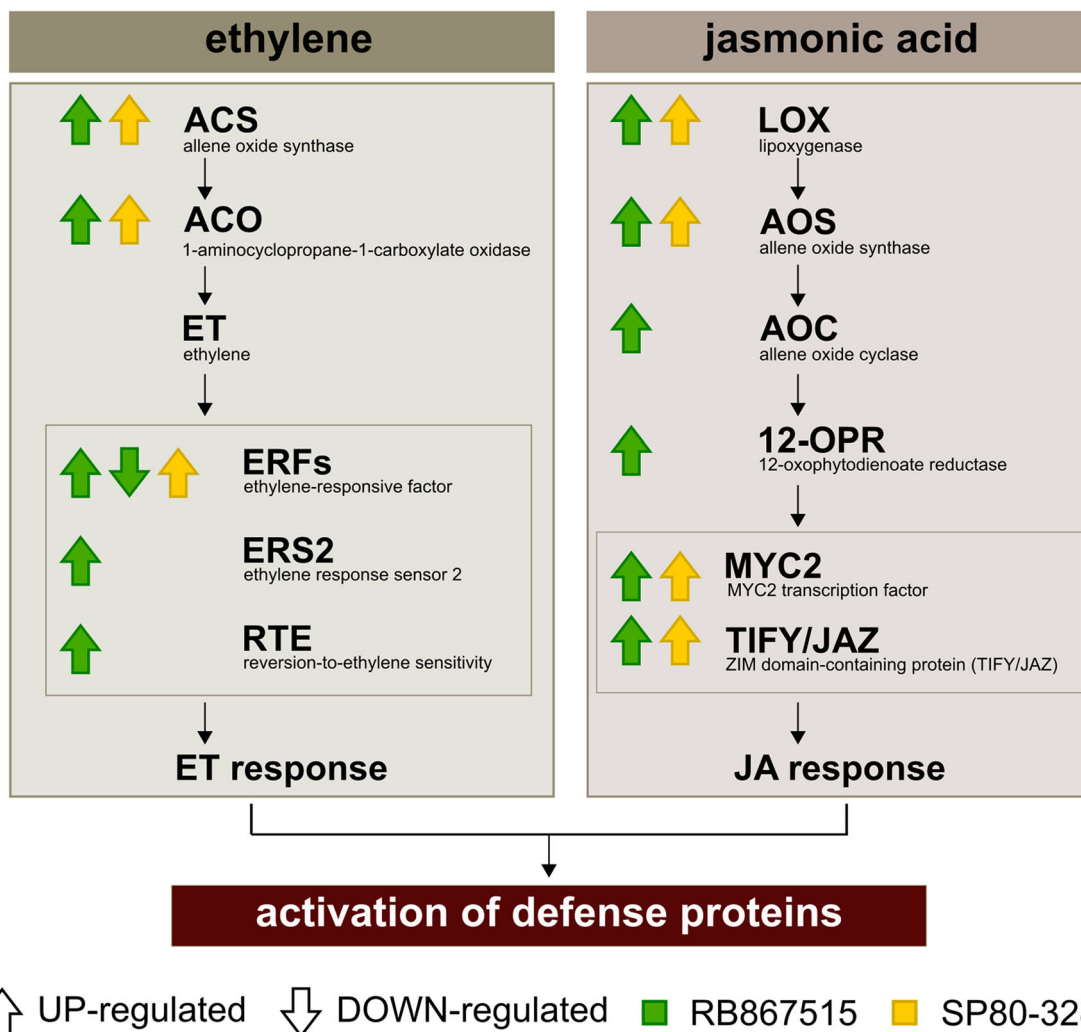 ethylene
ACS
allene oxide synthase
ACO
1-aminocyclopropane-1-carboxylate oxidase
ET
ethylene
ERFs
ethylene-responsive factor
ERS2
ethylene response sensor 2
RTE
reversion-to-ethylene sensitivity
ET response
jasmonic acid
LOX
lipoxygenase
AOS
allene oxide synthase
AOC
allene oxide cyclase
12-OPR
12-oxophytodienoate reductase
MYC2
MYC2 transcription factor
TIFY/JAZ
ZIM domain-containing protein (TIFY/JAZ)
JA response
activation of defense proteins
UP-regulated DOWN-regulated RB867515